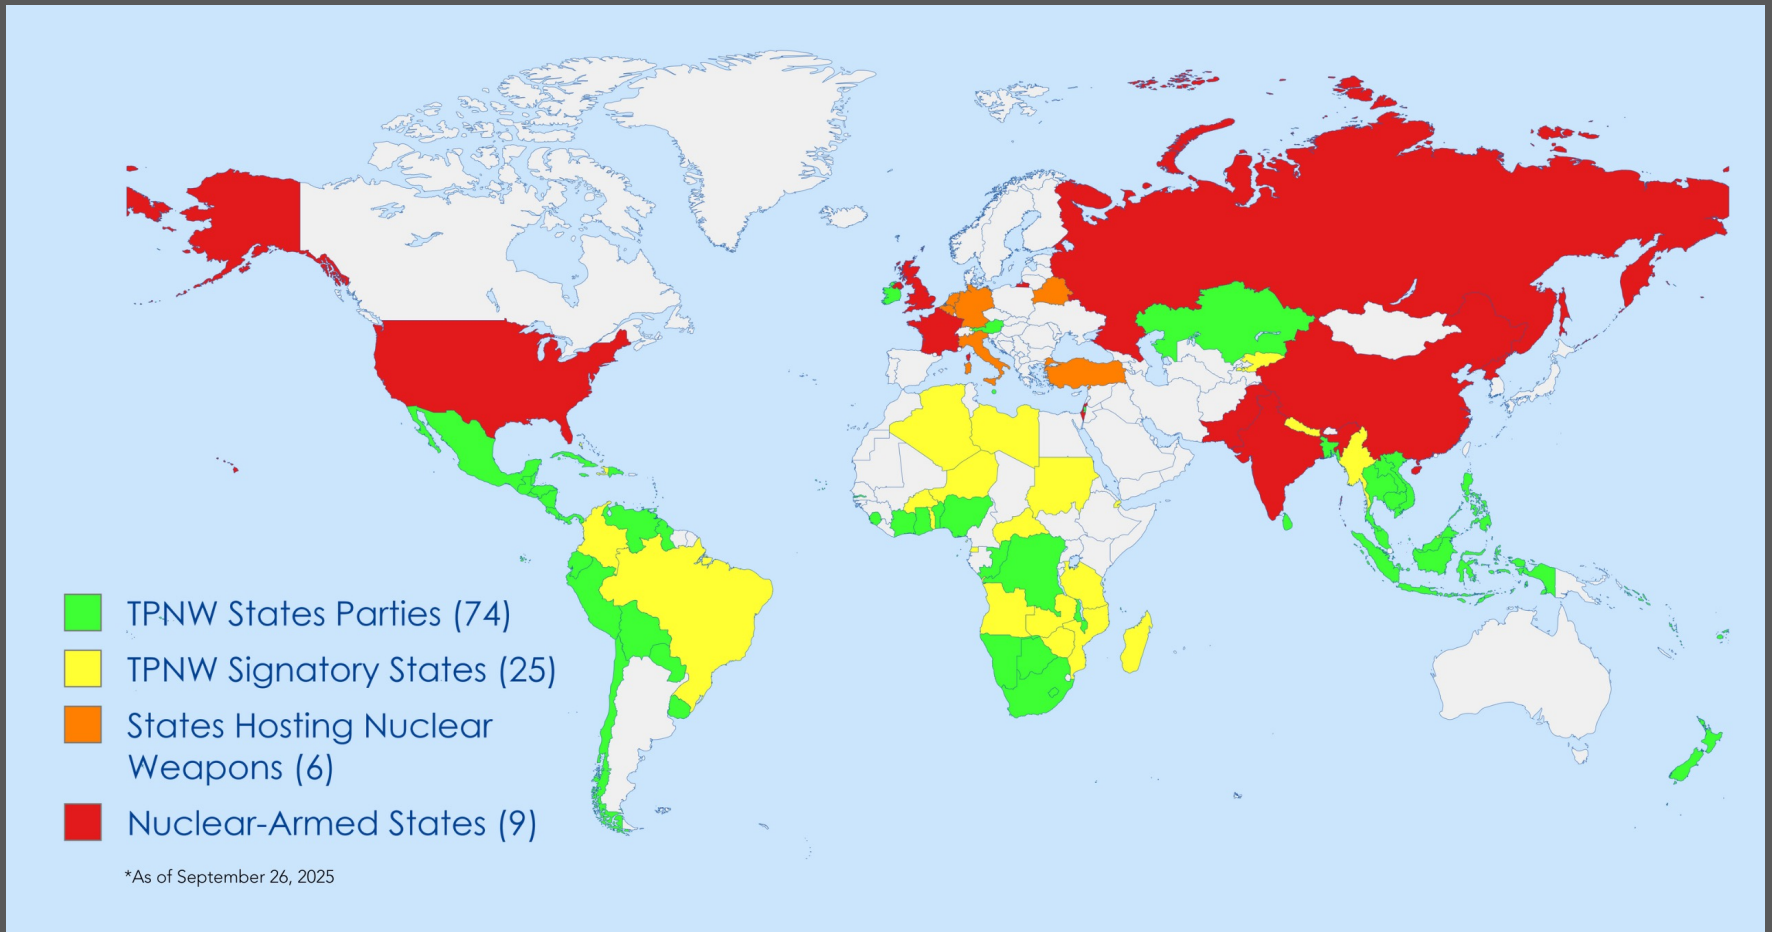 TPNW States Parties (74)
TPNW Signatory States (25)
States Hosting Nuclear
Weapons (6)
Nuclear-Armed States (9)
*As of September 26, 2025